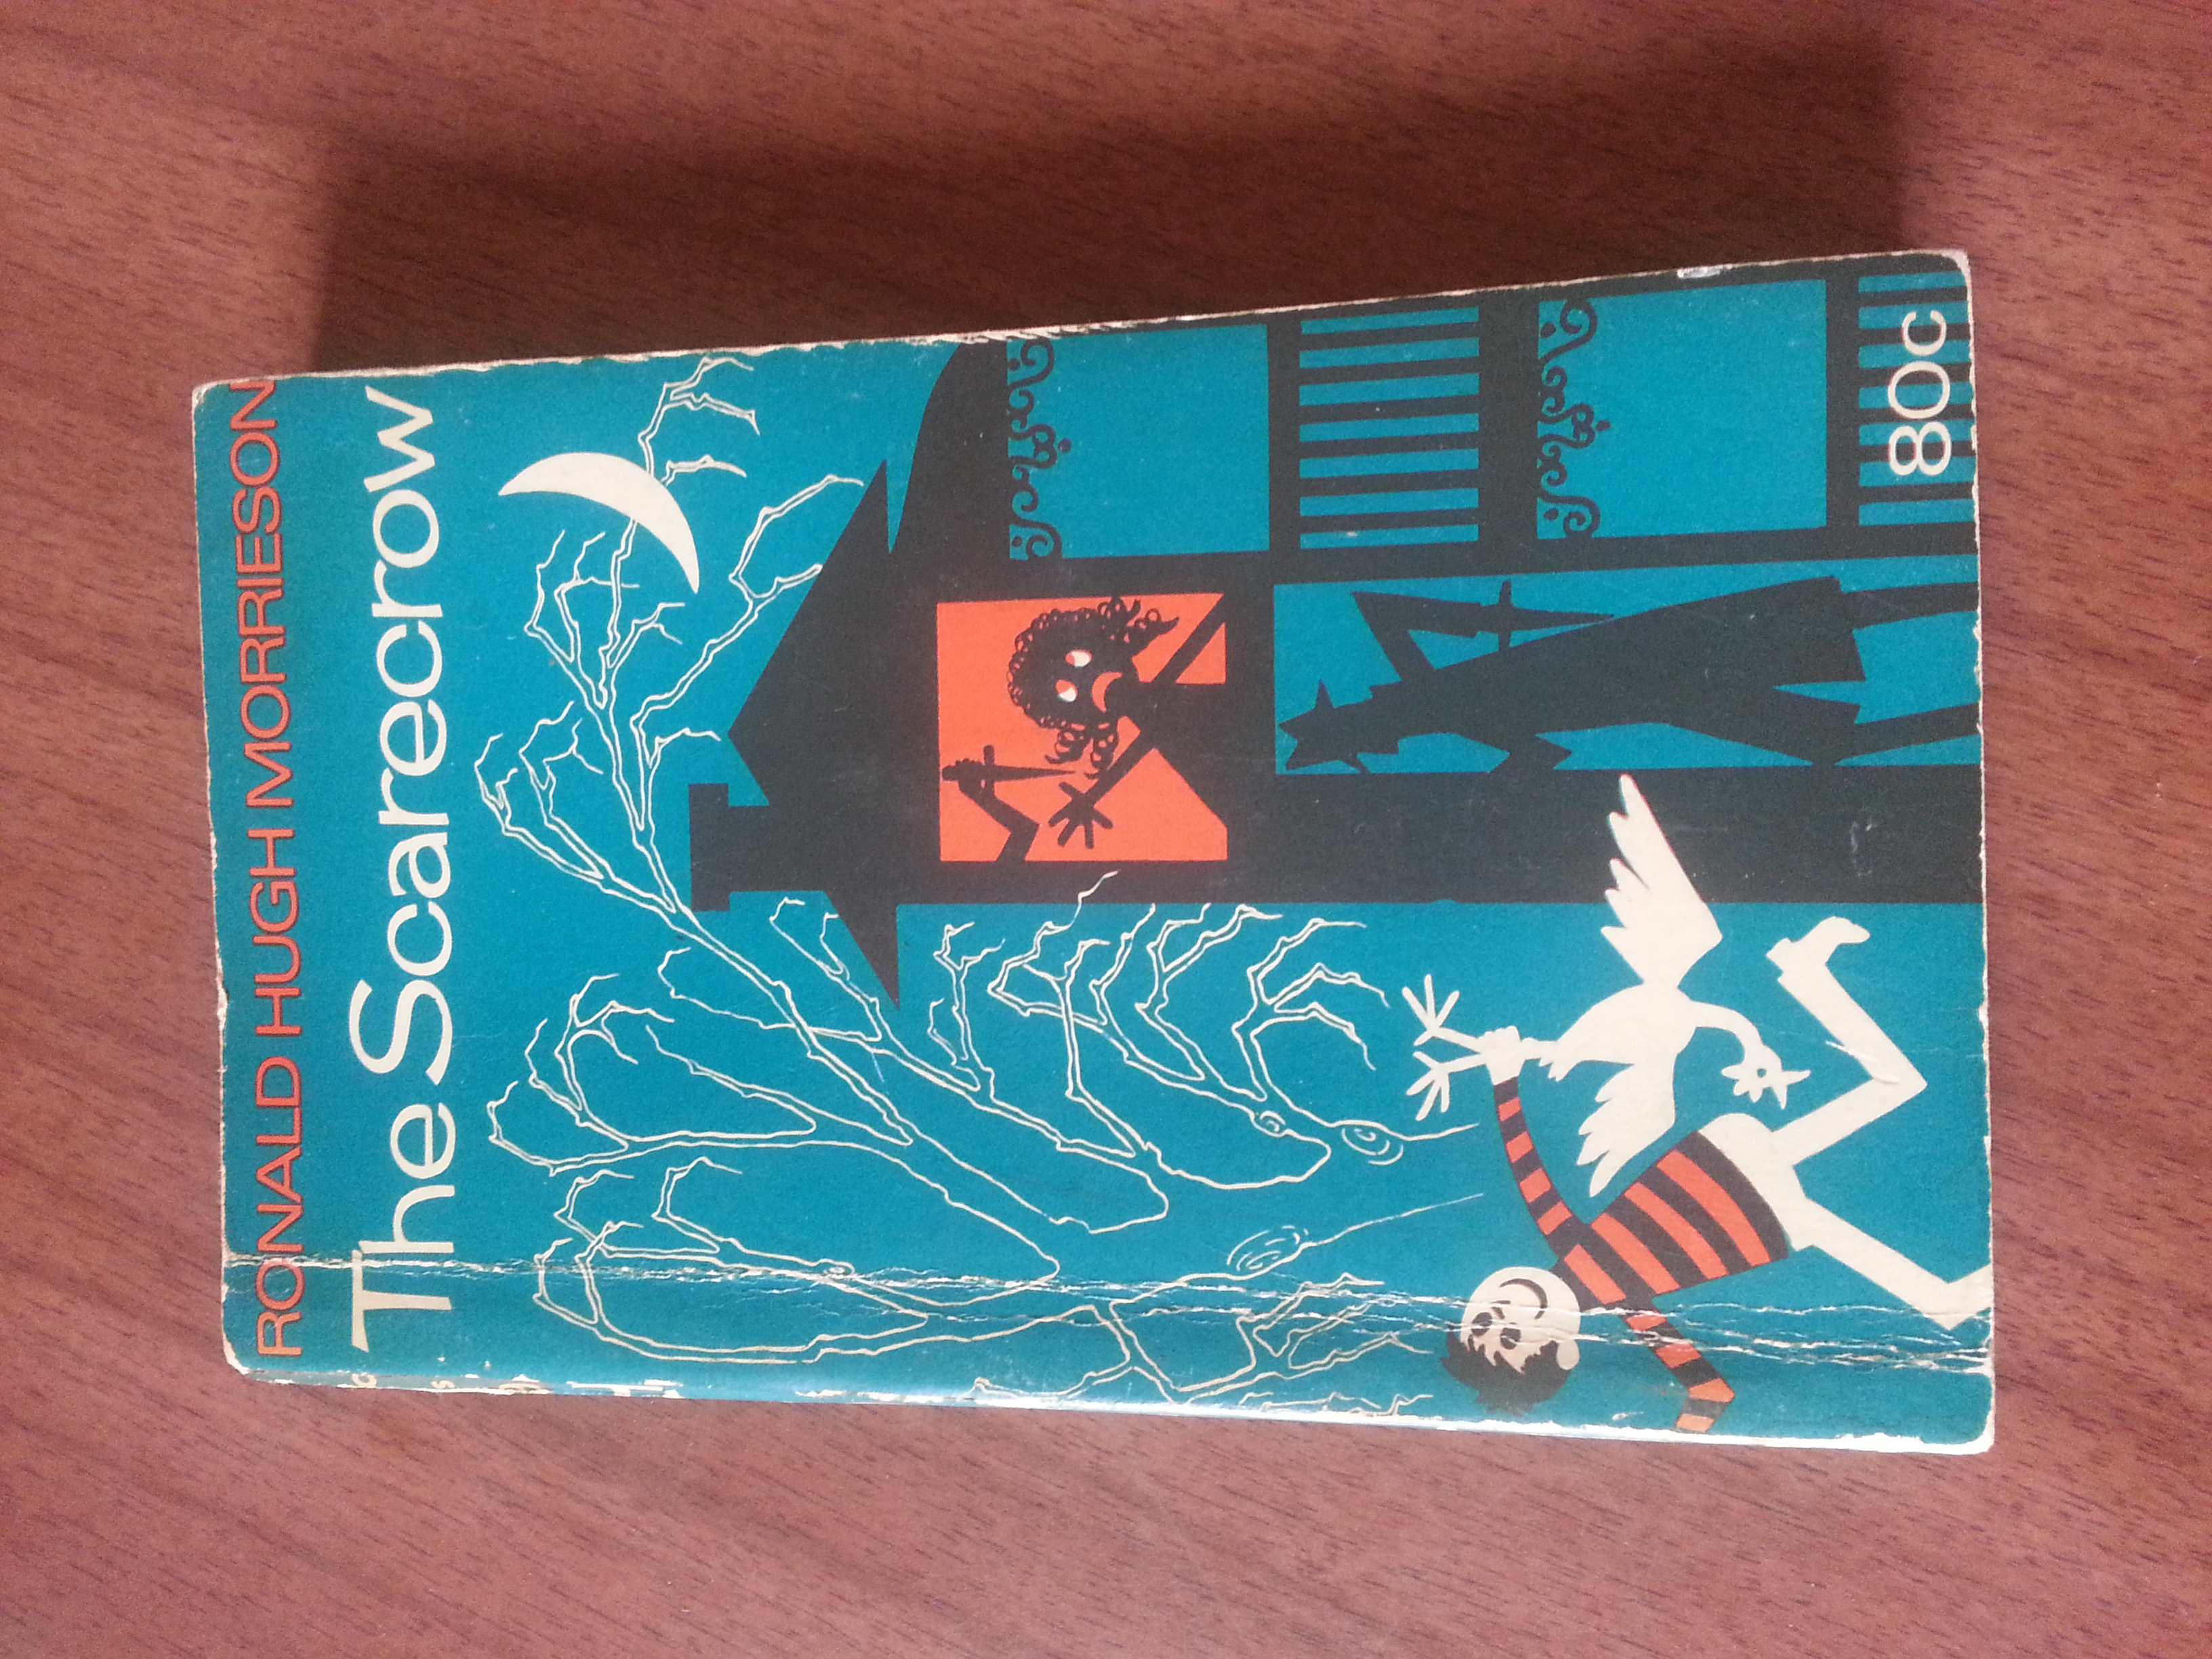 RONALD HUGH MORRIESON
The Scarecrow
80c